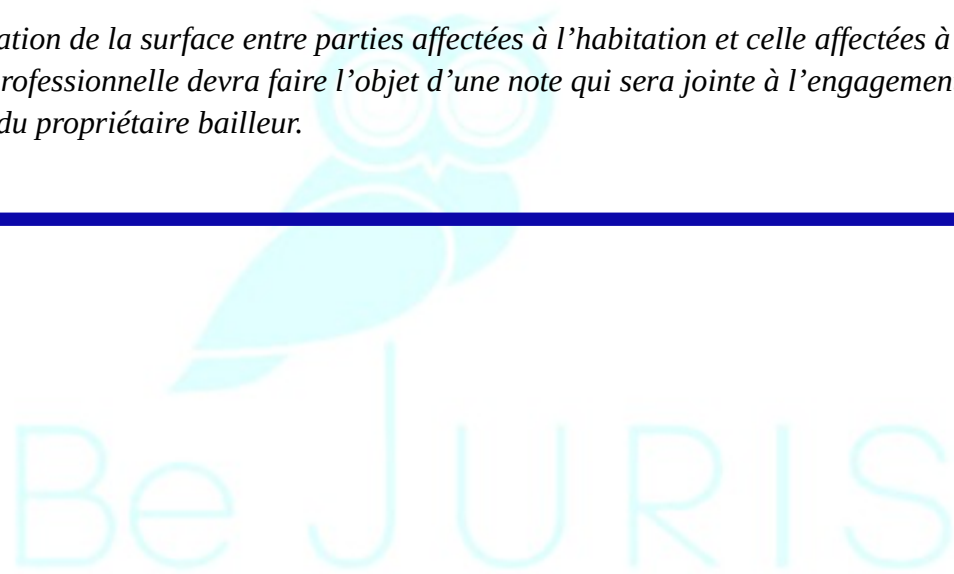 ation de la surface entre parties affectées à l’habitation et celle affectées à
rofessionnelle devra faire l’objet d’une note qui sera jointe à l’engagemen
du propriétaire bailleur.
Be JURIS